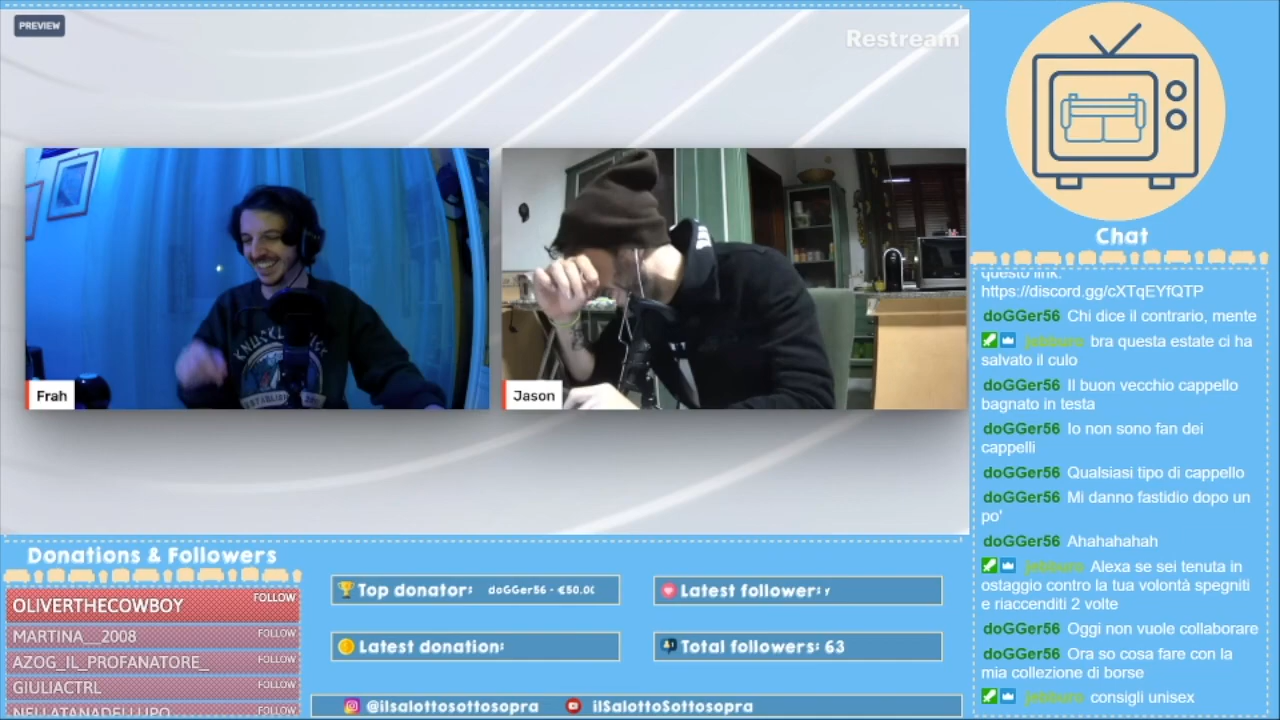 PREVIEW
Restream
Frah
Jason
Chat
questo link:
https://discord.gg/cXTqEYfQTP
doGGer56 Chi dice il contrario, mente
bra questa estate ci ha
salvato il culo
doGGer56 Il buon vecchio cappello
bagnato in testa
doGGer56 Io non sono fan dei
cappelli
doGGer56 Qualsiasi tipo di cappello
doGGer56 Mi danno fastidio dopo un
po'
doGGer56 Ahahahahah
Alexa se sei tenuta in
ostaggio contro la tua volontà spegniti
e riaccenditi 2 volte
doGGer56 Oggi non vuole collaborare
doGGer56 Ora so cosa fare con la
mia collezione di borse
consigli unisex
Donations & Followers
OLIVERTHECOWBOY FOLLOW
MARTINA__2008 FOLLOW
AZOG_IL_PROFANATORE_ FOLLOW
GIULIACTRL FOLLOW
NELLATANADELLUPO FOLLOW
Top donator: doGGer56 - €50.0(
Latest follower:
Latest donation:
Total followers: 63
@ilsalottosottosopra
ilSalottoSottosopra